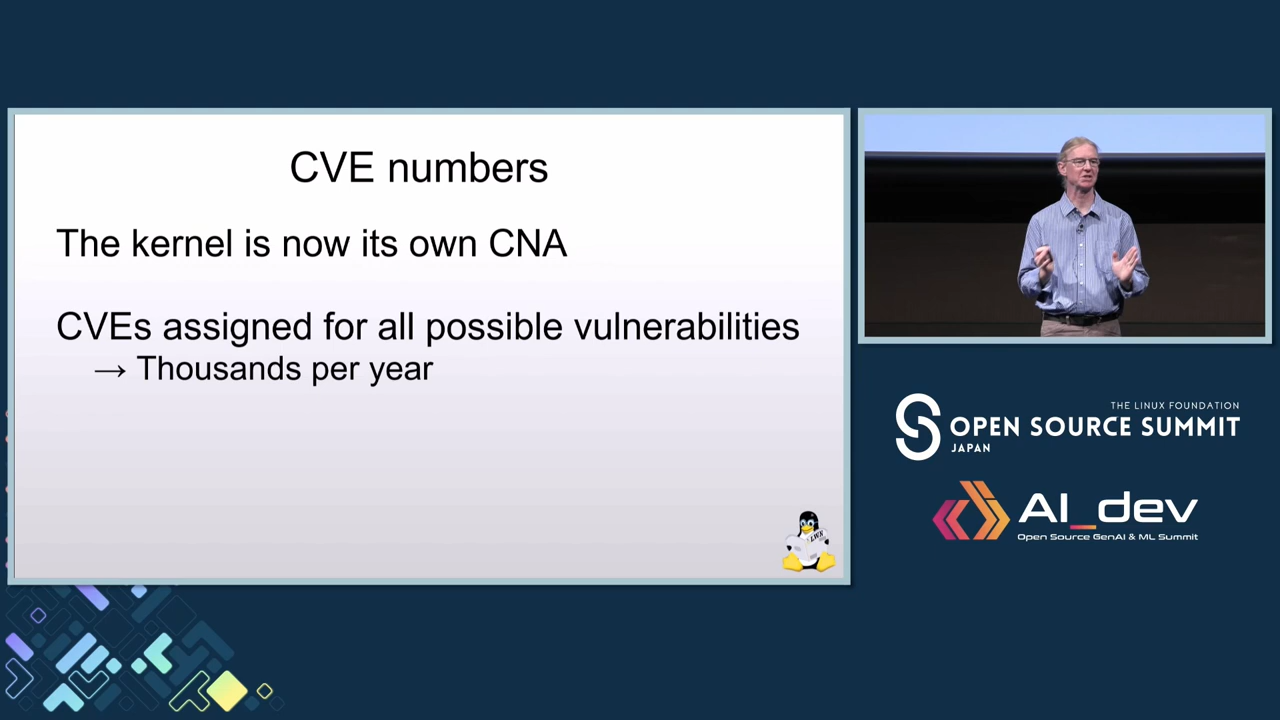 CVE numbers
The kernel is now its own CNA
CVEs assigned for all possible vulnerabilities
→ Thousands per year
LWN
THE LINUX FOUNDATION
OPEN SOURCE SUMMIT
JAPAN
AI_dev
Open Source GenAI & ML Summit